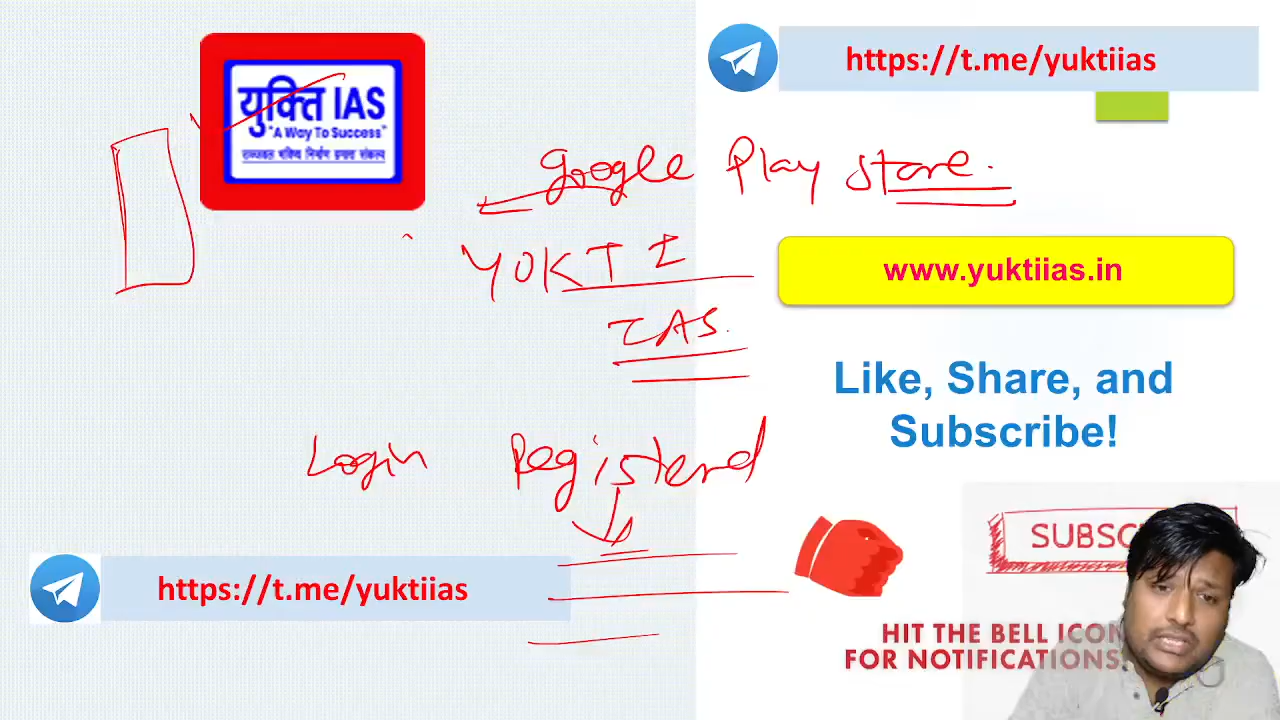 युक्ति IAS
"A Way To Success"
https://t.me/yuktiias
google Play store.
YUKTI
IAS.
www.yuktiias.in
Like, Share, and
Subscribe!
Login Registered
https://t.me/yuktiias
HIT THE BELL ICON
FOR NOTIFICATIONS